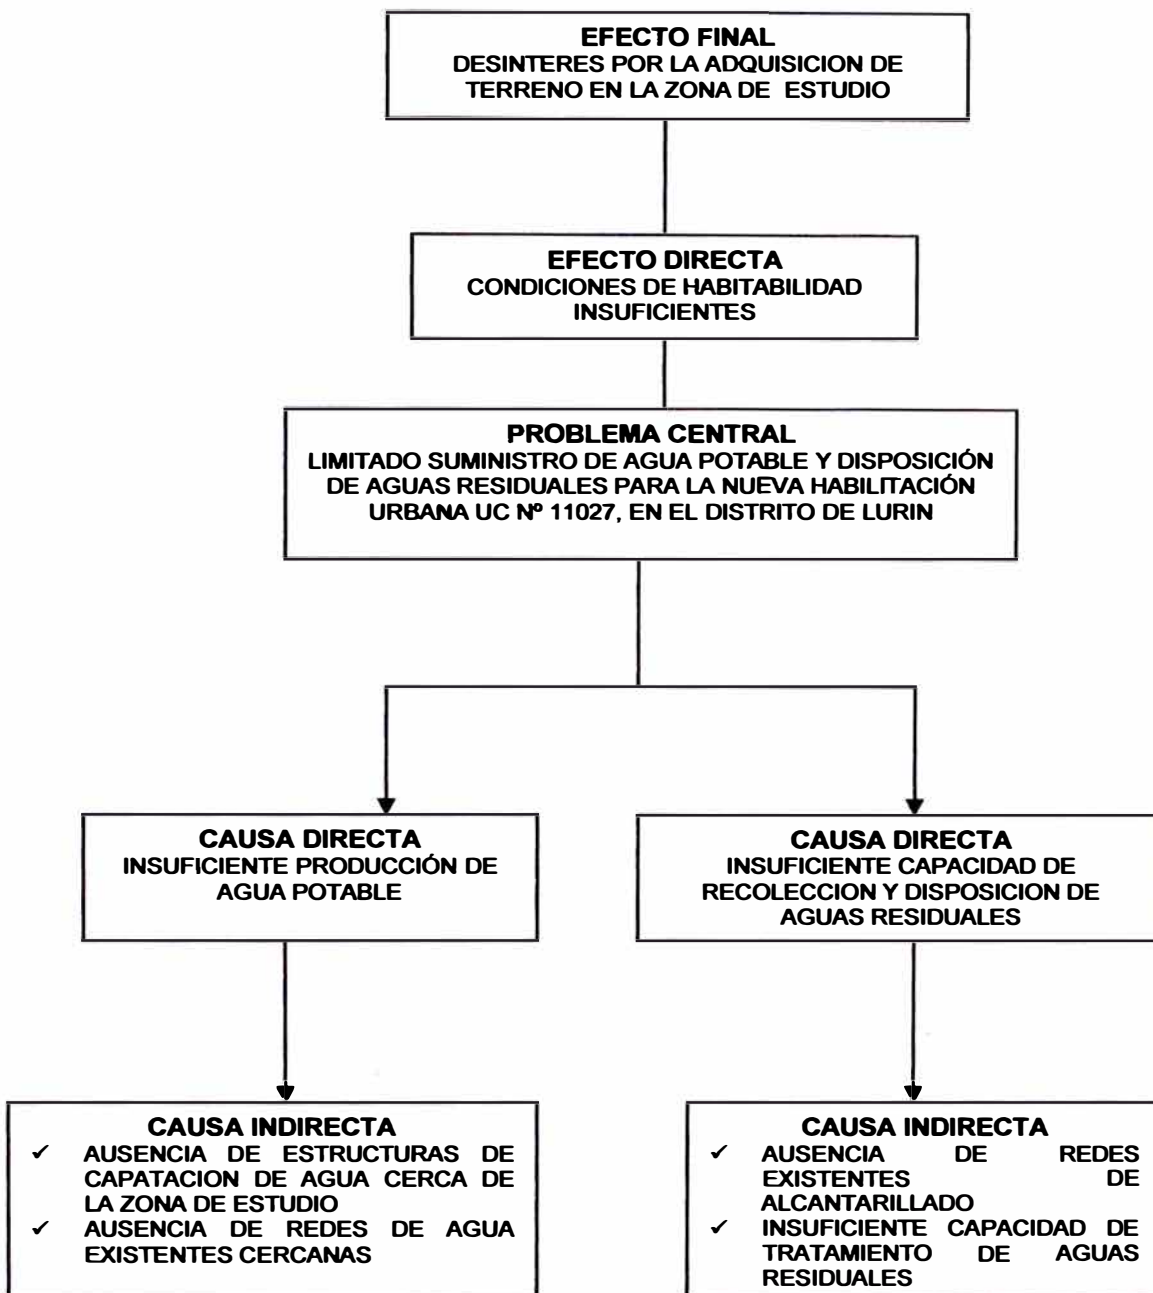 EFECTO FINAL
DESINTERES POR LA ADQUISICION DE
TERRENO EN LA ZONA DE ESTUDIO
EFECTO DIRECTA
CONDICIONES DE HABITABILIDAD
INSUFICIENTES
PROBLEMA CENTRAL
LIMITADO SUMINISTRO DE AGUA POTABLE Y DISPOSICIÓN
DE AGUAS RESIDUALES PARA LA NUEVA HABILITACIÓN
URBANA UC Nº 11027, EN EL DISTRITO DE LURIN
CAUSA DIRECTA
INSUFICIENTE PRODUCCIÓN DE
AGUA POTABLE
CAUSA DIRECTA
INSUFICIENTE CAPACIDAD DE
RECOLECCION Y DISPOSICION DE
AGUAS RESIDUALES
CAUSA INDIRECTA
✓ AUSENCIA DE ESTRUCTURAS DE
CAPATACION DE AGUA CERCA DE
LA ZONA DE ESTUDIO
✓ AUSENCIA DE REDES DE AGUA
EXISTENTES CERCANAS
CAUSA INDIRECTA
✓ AUSENCIA DE REDES
EXISTENTES DE
ALCANTARILLADO
✓ INSUFICIENTE CAPACIDAD DE
TRATAMIENTO DE AGUAS
RESIDUALES